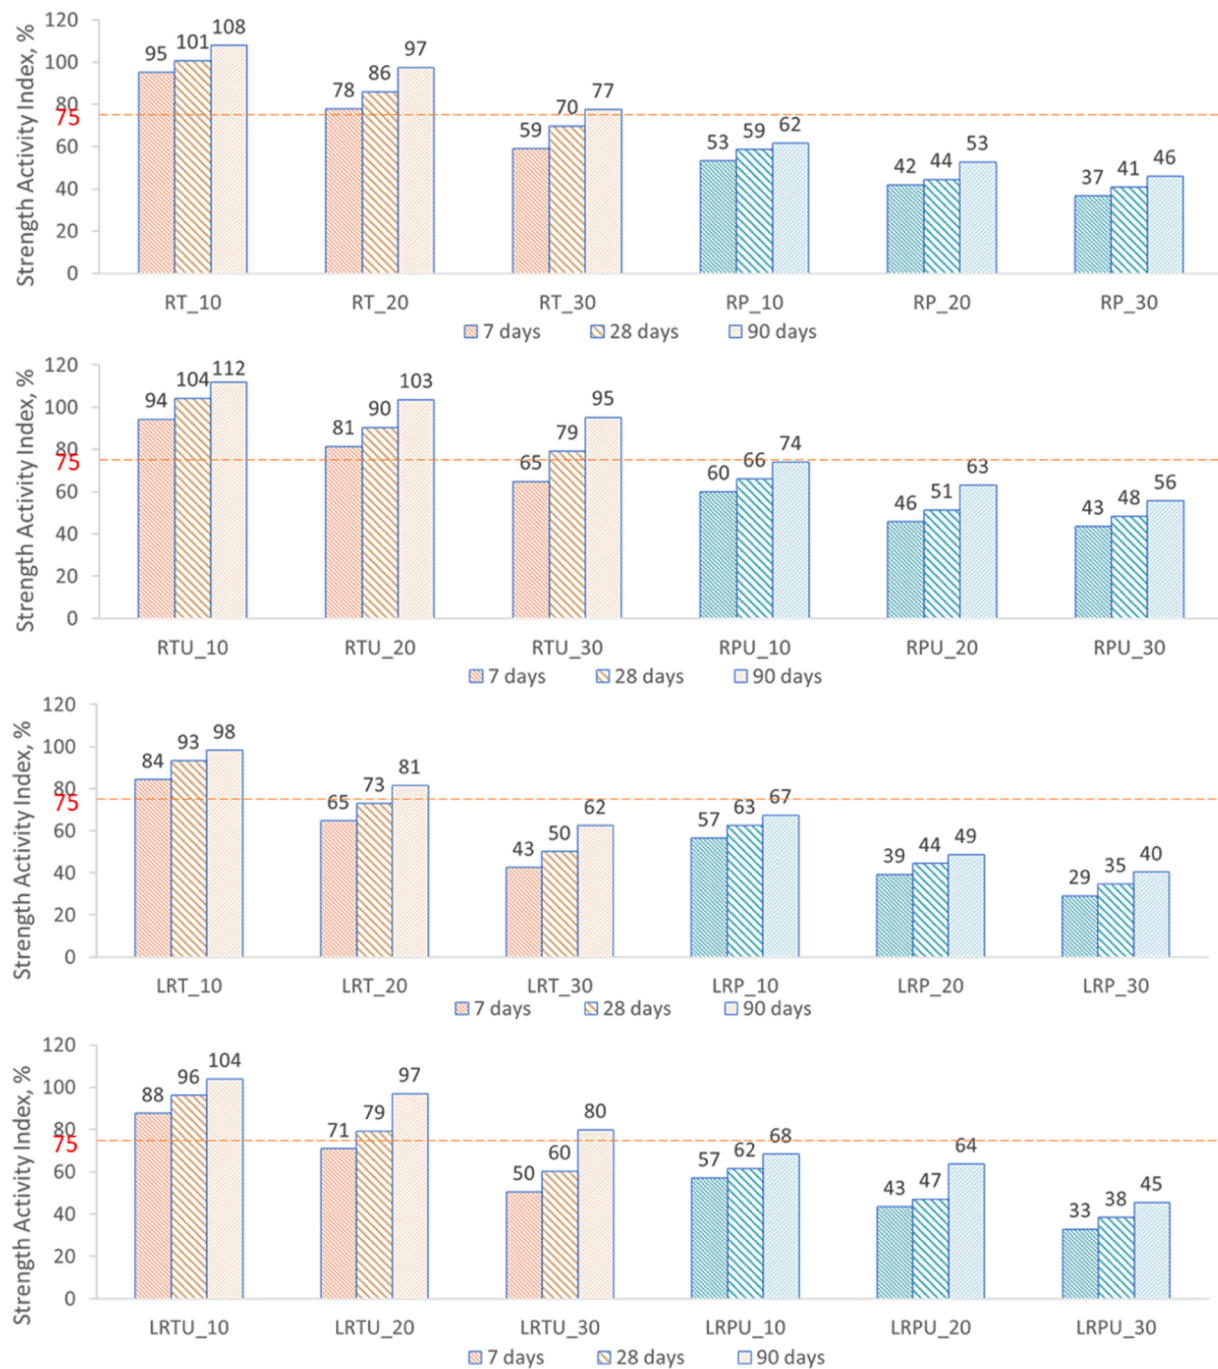 Strength Activity Index, %
120
100
80
75
60
40
20
0
95 101 108
78 86 97
59 70 77
53 59 62
42 44 53
37 41 46
RT_10 RT_20 RT_30 RP_10 RP_20 RP_30
7 days 28 days 90 days
Strength Activity Index, %
120
100
80
75
60
40
20
0
94 104 112
81 90 103
65 79 95
60 66 74
46 51 63
43 48 56
RTU_10 RTU_20 RTU_30 RPU_10 RPU_20 RPU_30
7 days 28 days 90 days
Strength Activity Index, %
120
100
80
75
60
40
20
0
84 93 98
65 73 81
43 50 62
57 63 67
39 44 49
29 35 40
LRT_10 LRT_20 LRT_30 LRP_10 LRP_20 LRP_30
7 days 28 days 90 days
Strength Activity Index, %
120
100
80
75
60
40
20
0
88 96 104
71 79 97
50 60 80
57 62 68
43 47 64
33 38 45
LRTU_10 LRTU_20 LRTU_30 LRPU_10 LRPU_20 LRPU_30
7 days 28 days 90 days